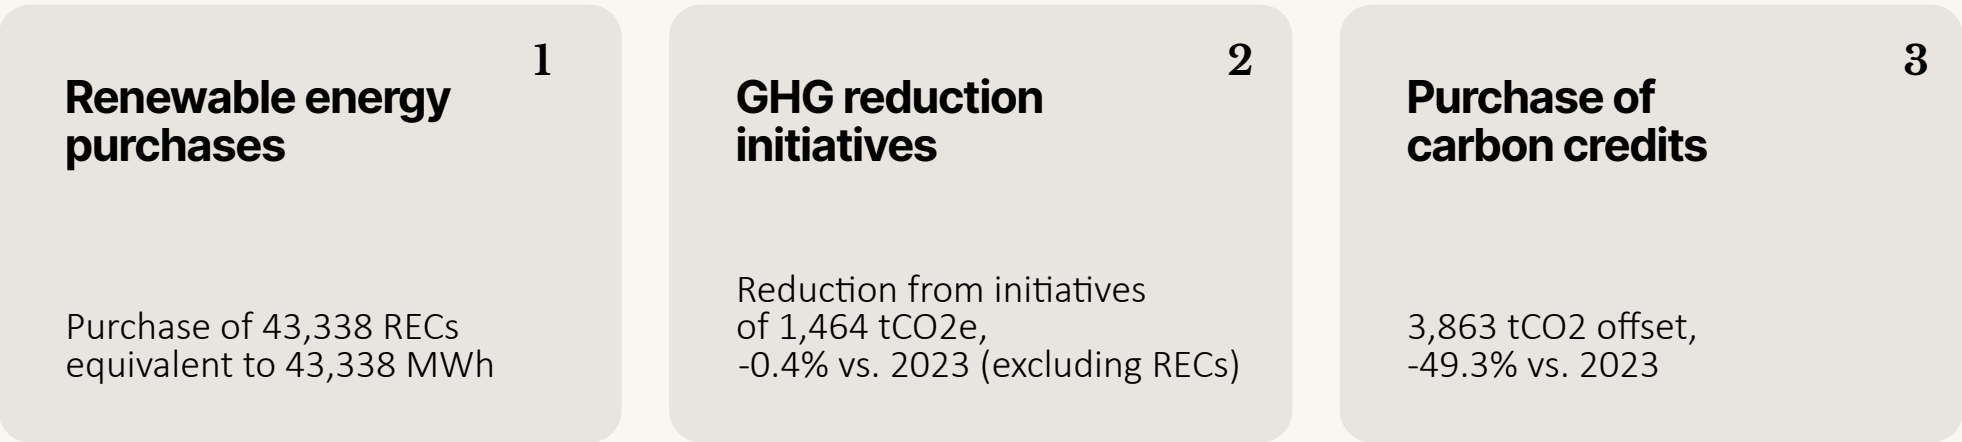 1
Renewable energy
purchases
Purchase of 43,338 RECs
equivalent to 43,338 MWh
2
GHG reduction
initiatives
Reduction from initiatives
of 1,464 tCO2e,
-0.4% vs. 2023 (excluding RECs)
3
Purchase of
carbon credits
3,863 tCO2 offset,
-49.3% vs. 2023